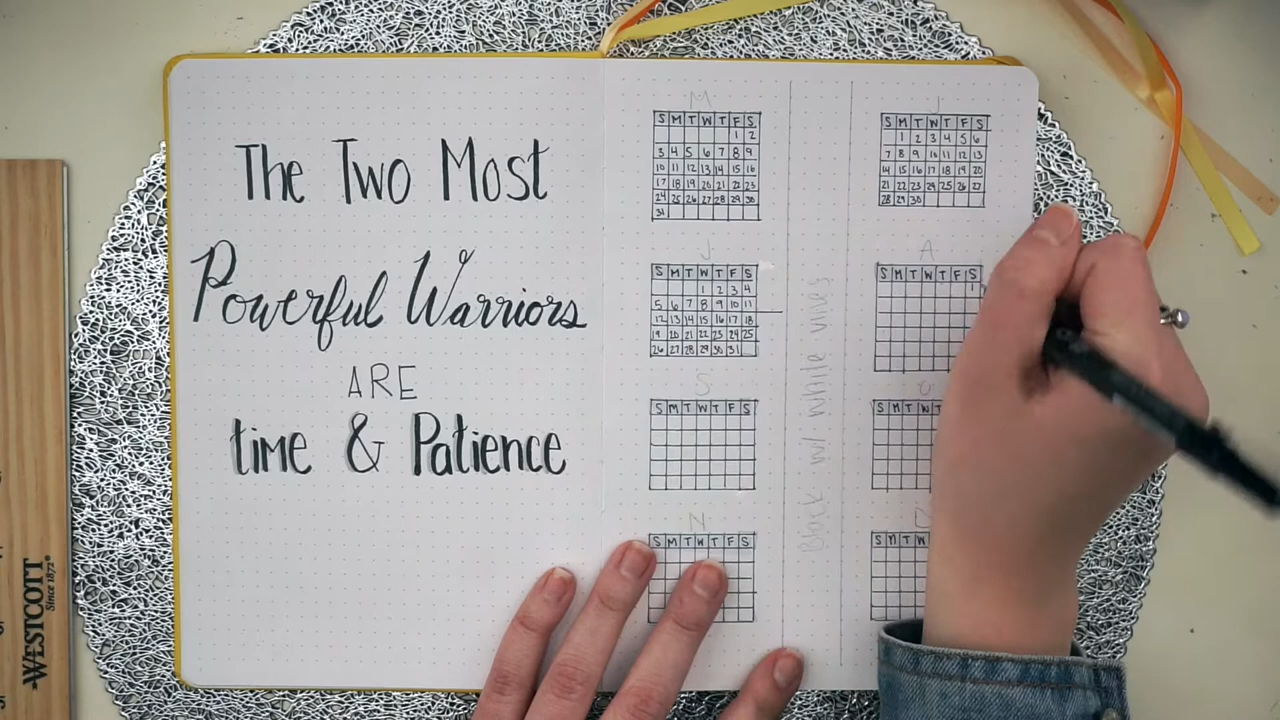 The Two Most
Powerful Warriors
ARE
time & Patience
M
S M T W T F S
1 2
3 4 5 6 7 8 9
10 11 12 13 14 15 16
17 18 19 20 21 22 23
24 25 26 27 28 29 30
31
J
S M T W T F S
1 2 3 4 5 6
7 8 9 10 11 12 13
14 15 16 17 18 19 20
21 22 23 24 25 26 27
28 29 30
J
S M T W T F S
1 2 3 4
5 6 7 8 9 10 11
12 13 14 15 16 17 18
19 20 21 22 23 24 25
26 27 28 29 30 31
A
S M T W T F S
1
S
S M T W T F S
O
S M T W T
N
S M T W T F S
D
S M T W
Black w/ white vines
WESTCOTT
Since 1872